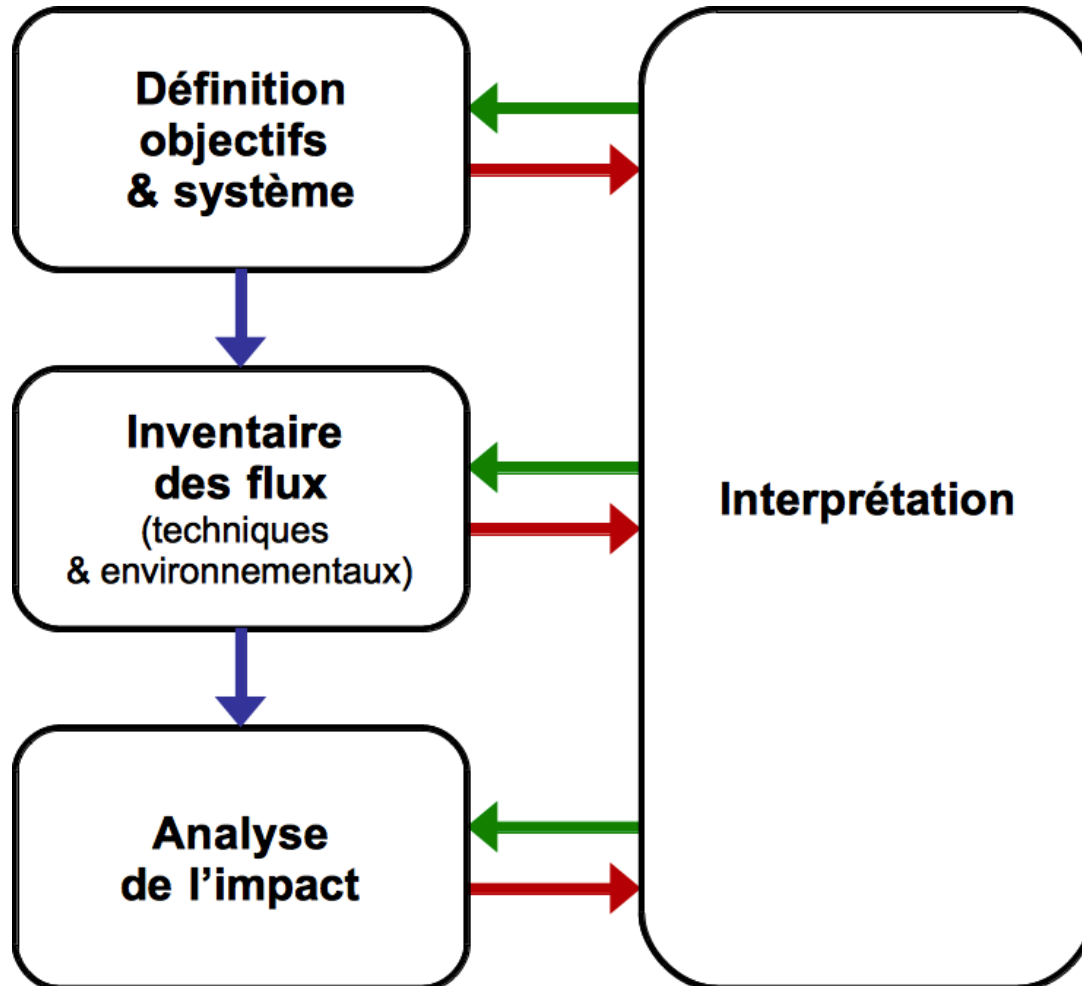 Définition
objectifs
& système
Inventaire
des flux
(techniques
& environnementaux)
Analyse
de l’impact
Interprétation